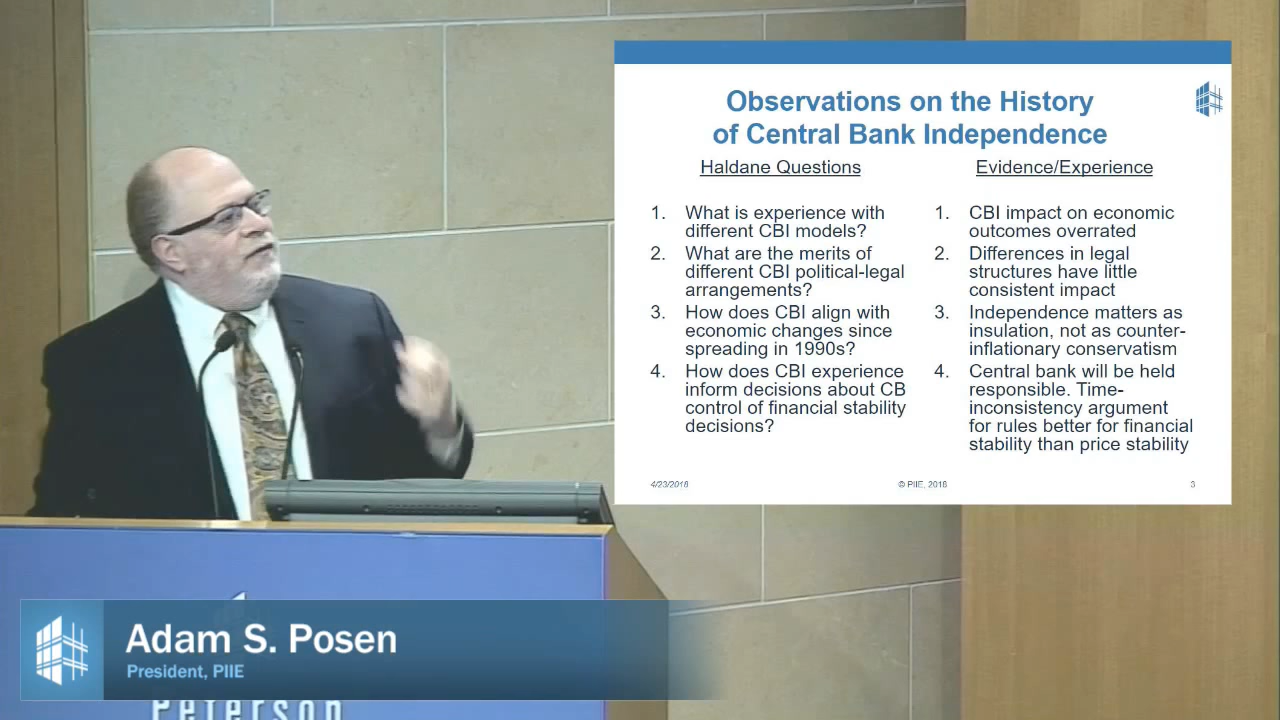 Observations on the History
of Central Bank Independence
Haldane Questions
1. What is experience with
different CBI models?
2. What are the merits of
different CBI political-legal
arrangements?
3. How does CBI align with
economic changes since
spreading in 1990s?
4. How does CBI experience
inform decisions about CB
control of financial stability
decisions?
Evidence/Experience
1. CBI impact on economic
outcomes overrated
2. Differences in legal
structures have little
consistent impact
3. Independence matters as
insulation, not as counter-
inflationary conservatism
4. Central bank will be held
responsible. Time-
inconsistency argument
for rules better for financial
stability than price stability
4/23/2018
© PIIE, 2018
3
Adam S. Posen
President, PIIE
Peterson